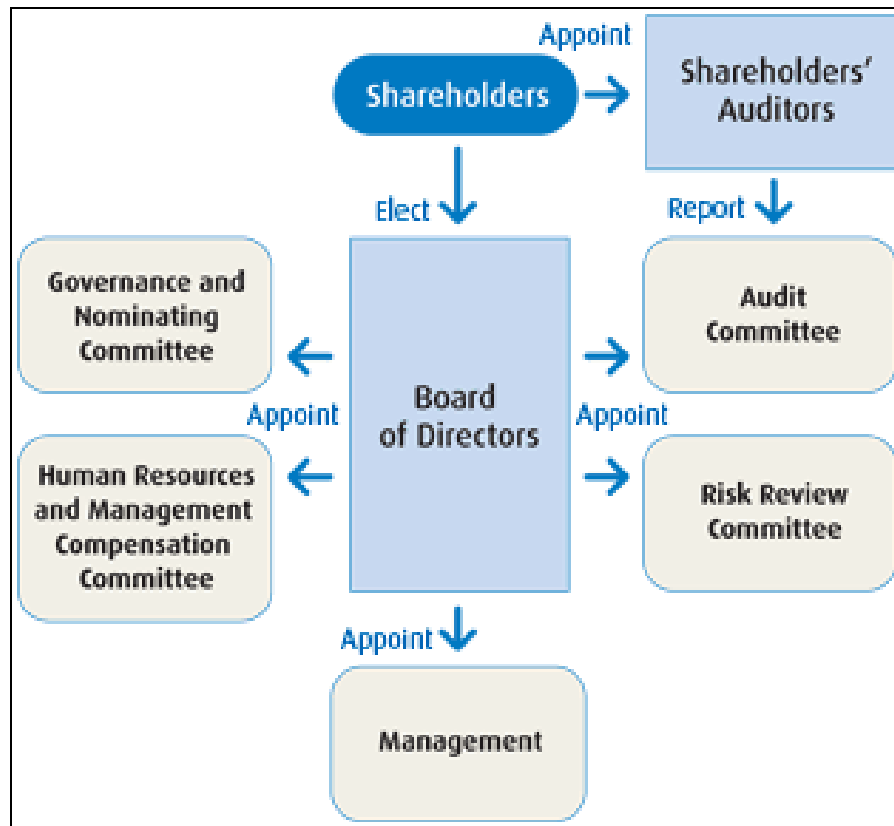 Appoint
Shareholders
Shareholders'
Auditors
Elect
Report
Governance and
Nominating
Committee
Audit
Committee
Appoint
Board
of Directors
Appoint
Human Resources
and Management
Compensation
Committee
Risk Review
Committee
Appoint
Management